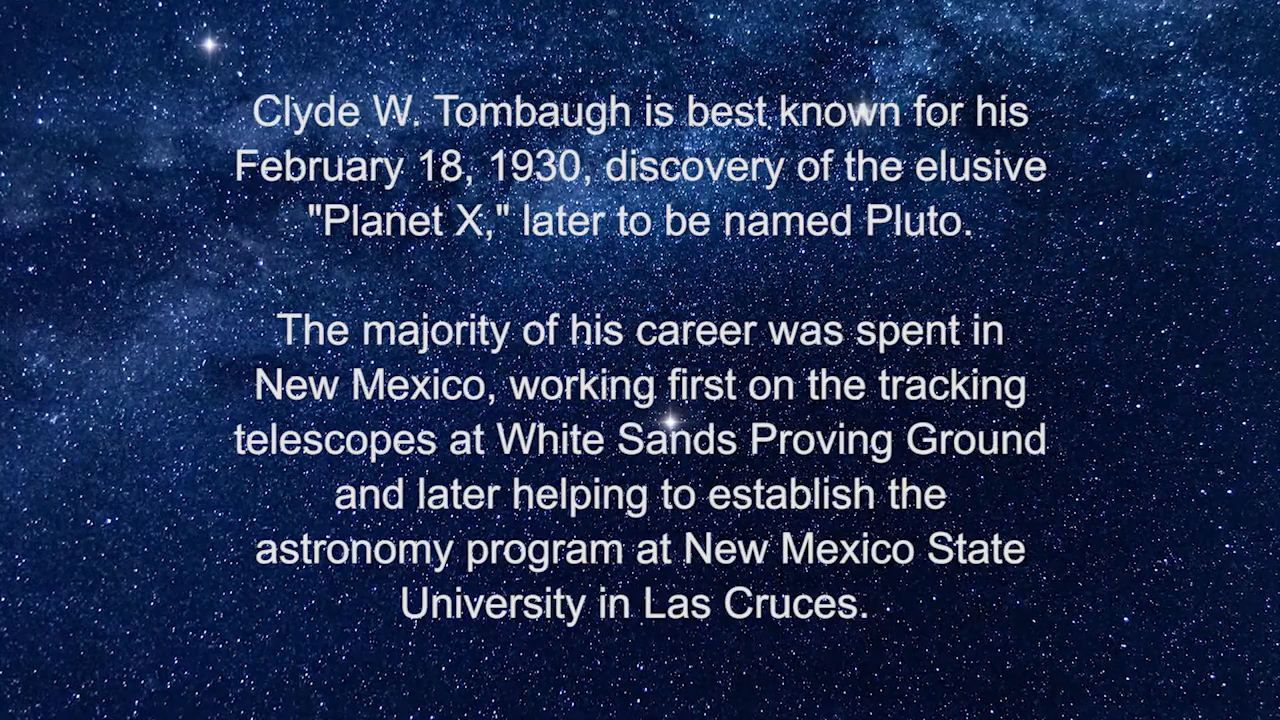 Clyde W. Tombaugh is best known for his
February 18, 1930, discovery of the elusive
"Planet X," later to be named Pluto.
The majority of his career was spent in
New Mexico, working first on the tracking
telescopes at White Sands Proving Ground
and later helping to establish the
astronomy program at New Mexico State
University in Las Cruces.